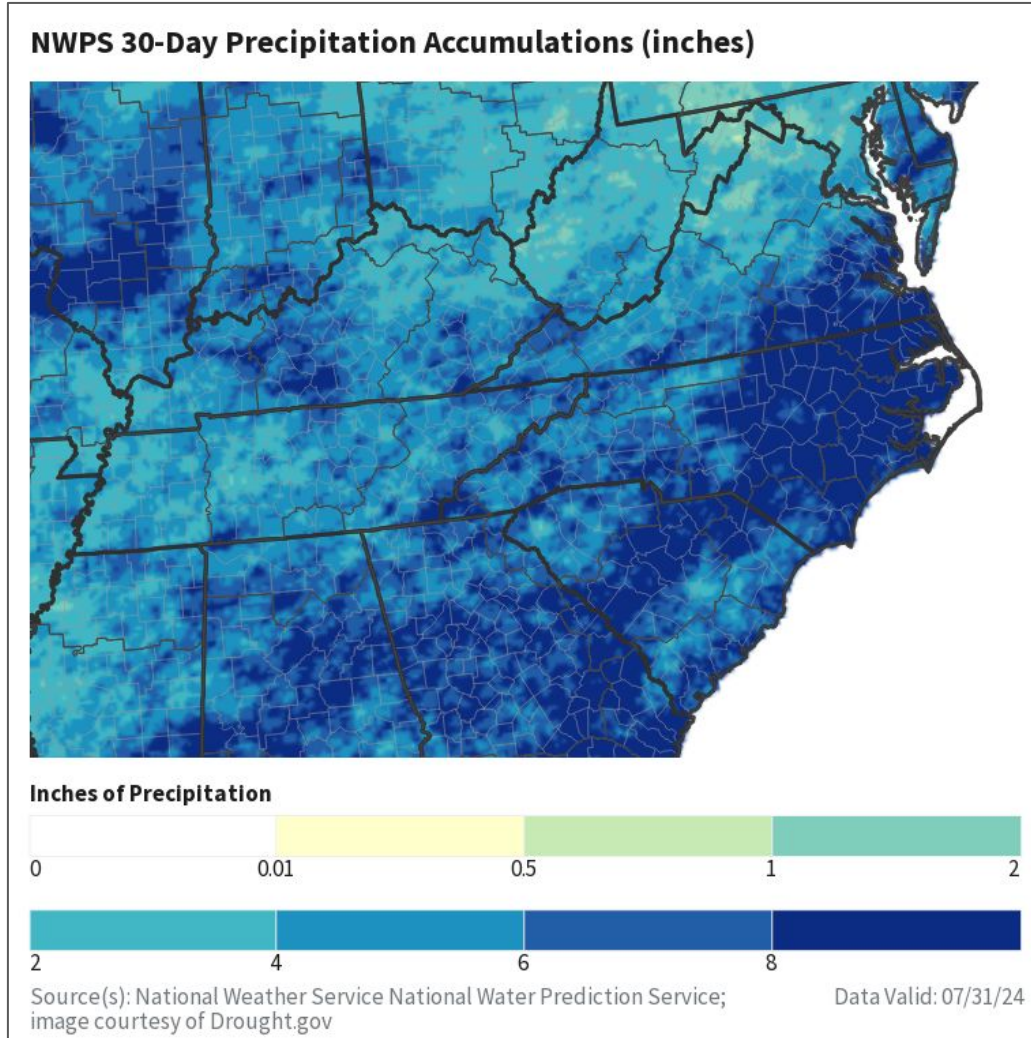 NWPS 30-Day Precipitation Accumulations (inches)
Inches of Precipitation
0 0.01 0.5 1 2
2 4 6 8
Source(s): National Weather Service National Water Prediction Service; Data Valid: 07/31/24
image courtesy of Drought.gov